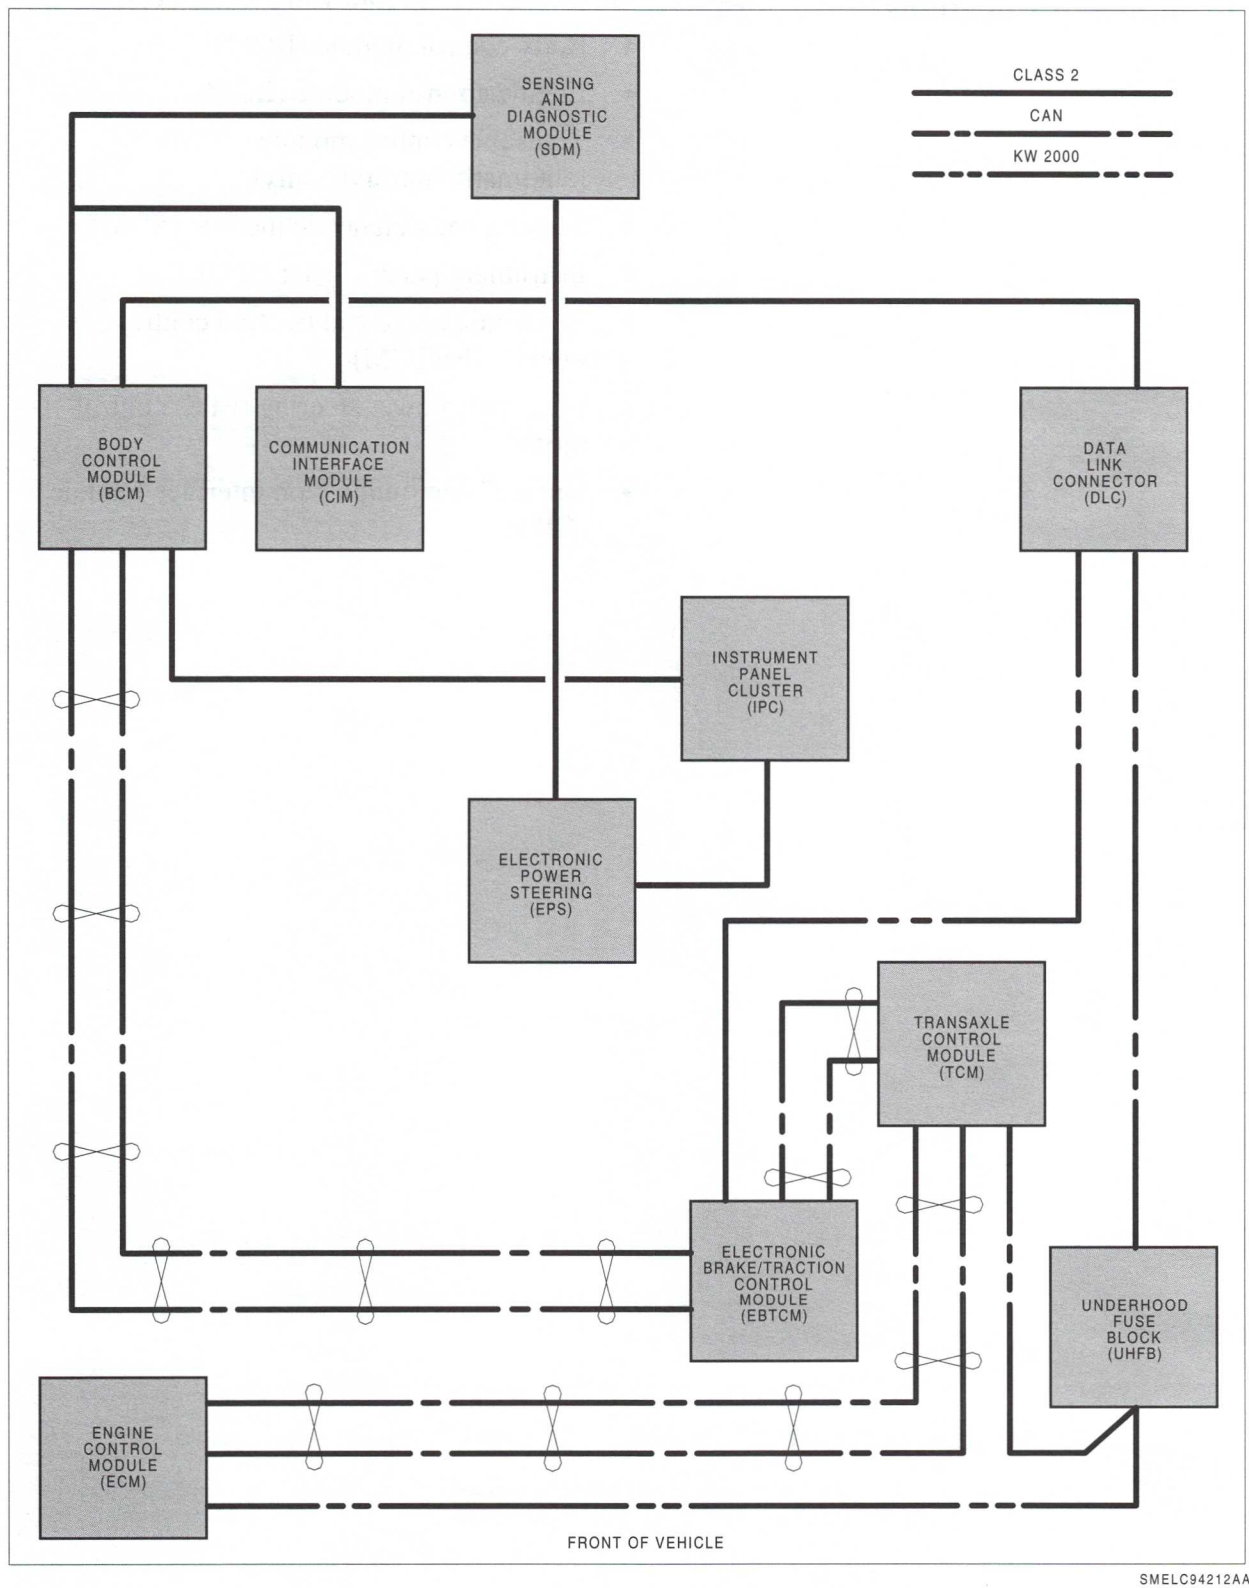 SENSING
AND
DIAGNOSTIC
MODULE
(SDM)
CLASS 2
CAN
KW 2000
BODY
CONTROL
MODULE
(BCM)
COMMUNICATION
INTERFACE
MODULE
(CIM)
DATA
LINK
CONNECTOR
(DLC)
INSTRUMENT
PANEL
CLUSTER
(IPC)
ELECTRONIC
POWER
STEERING
(EPS)
TRANSAXLE
CONTROL
MODULE
(TCM)
ELECTRONIC
BRAKE/TRACTION
CONTROL
MODULE
(EBTCM)
UNDERHOOD
FUSE
BLOCK
(UHFB)
ENGINE
CONTROL
MODULE
(ECM)
FRONT OF VEHICLE
SMELC94212AA